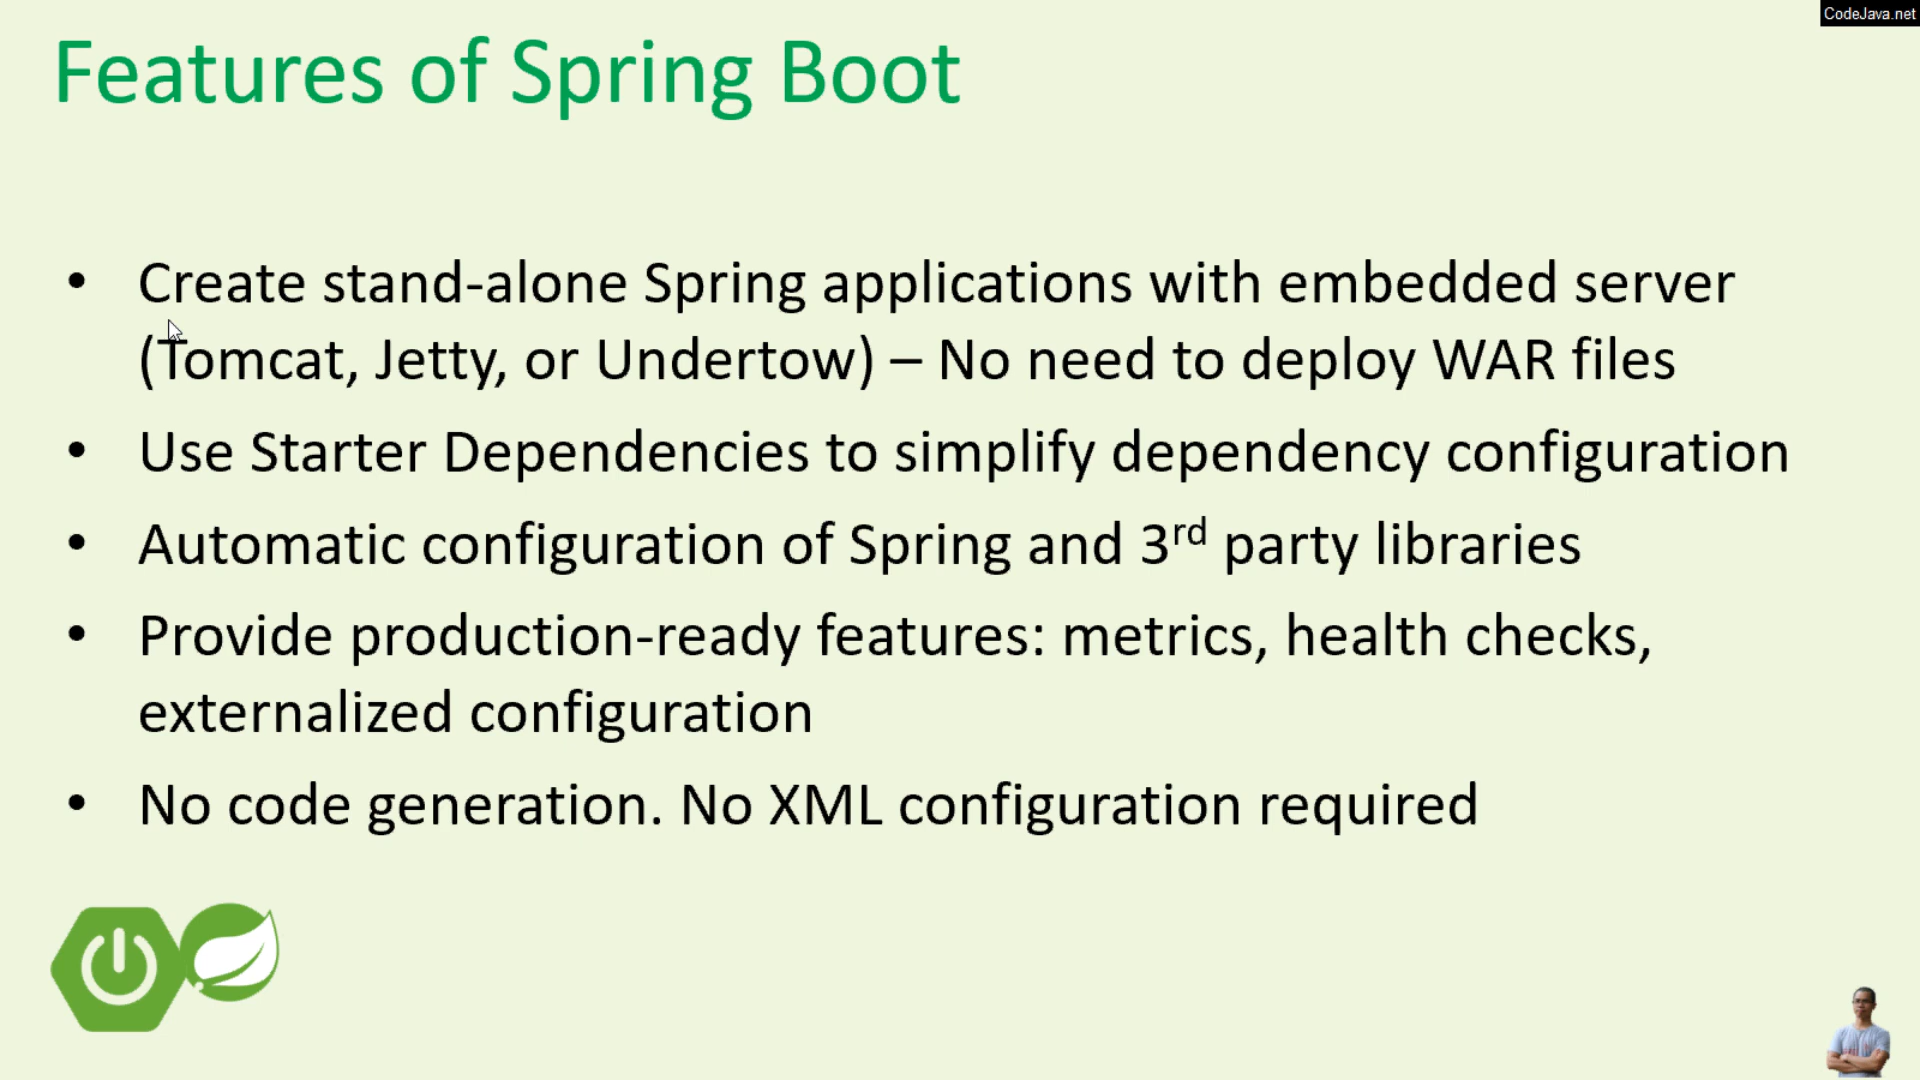 CodeJava.net
Features of Spring Boot
• Create stand-alone Spring applications with embedded server
(Tomcat, Jetty, or Undertow) – No need to deploy WAR files
• Use Starter Dependencies to simplify dependency configuration
• Automatic configuration of Spring and 3rd party libraries
• Provide production-ready features: metrics, health checks,
externalized configuration
• No code generation. No XML configuration required